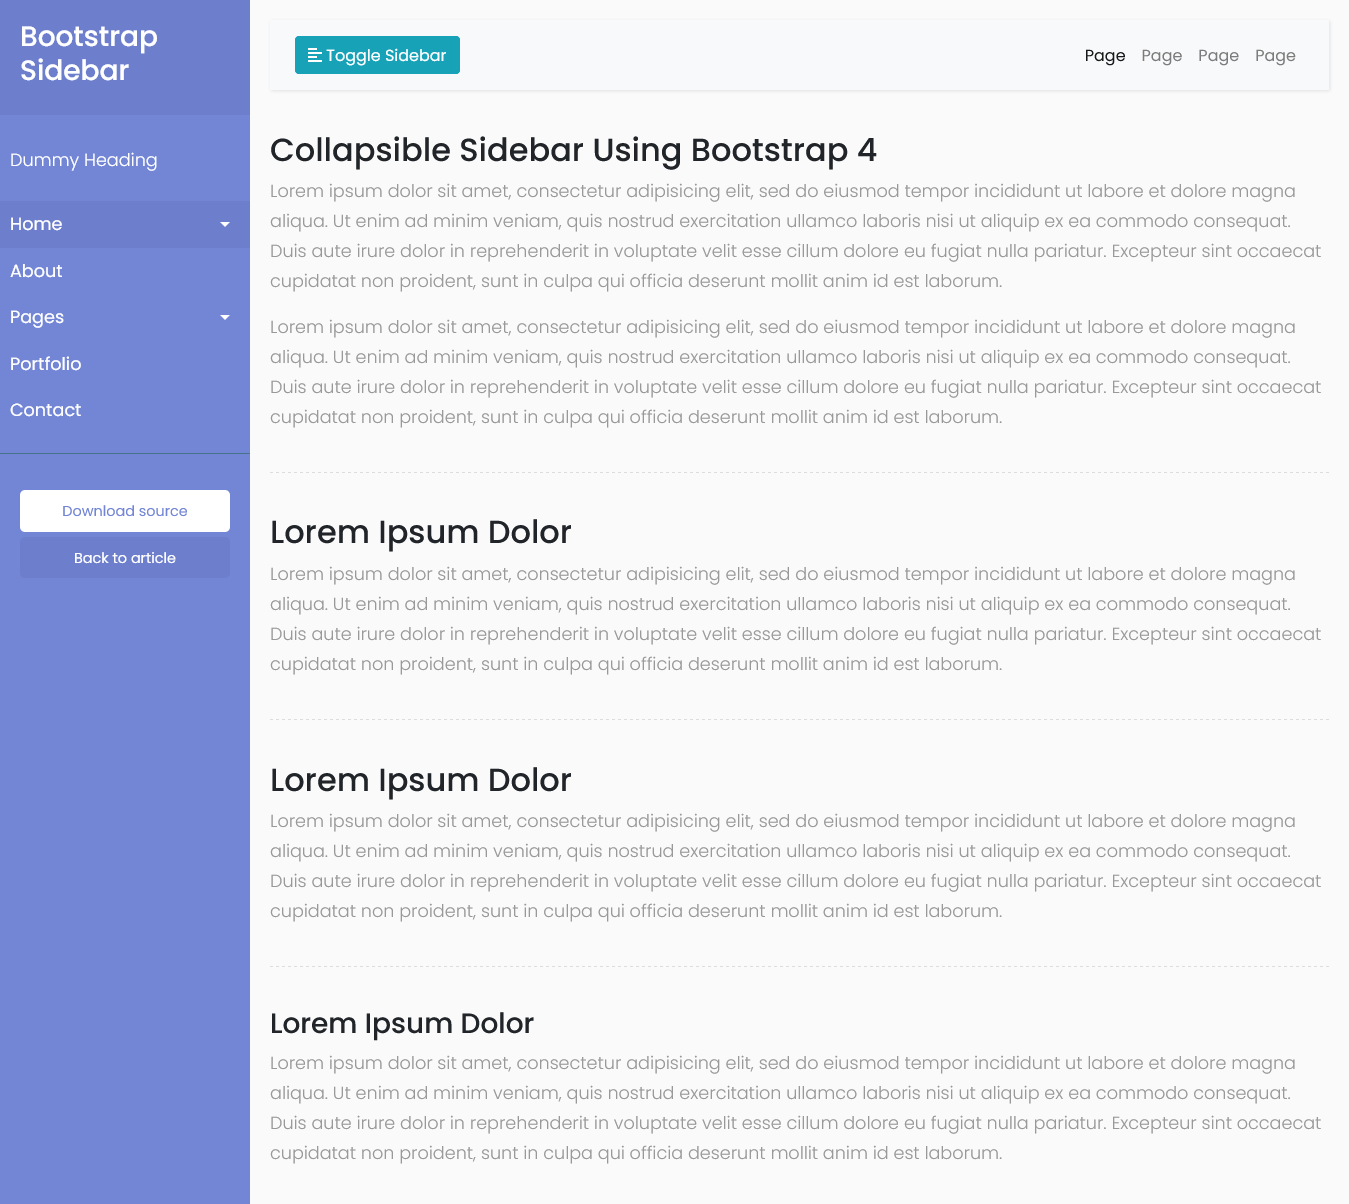 Bootstrap
Sidebar
Dummy Heading
Home
About
Pages
Portfolio
Contact
Download source
Back to article
Toggle Sidebar
Page Page Page Page
Collapsible Sidebar Using Bootstrap 4
Lorem ipsum dolor sit amet, consectetur adipisicing elit, sed do eiusmod tempor incididunt ut labore et dolore magna
aliqua. Ut enim ad minim veniam, quis nostrud exercitation ullamco laboris nisi ut aliquip ex ea commodo consequat.
Duis aute irure dolor in reprehenderit in voluptate velit esse cillum dolore eu fugiat nulla pariatur. Excepteur sint occaecat
cupidatat non proident, sunt in culpa qui officia deserunt mollit anim id est laborum.
Lorem ipsum dolor sit amet, consectetur adipisicing elit, sed do eiusmod tempor incididunt ut labore et dolore magna
aliqua. Ut enim ad minim veniam, quis nostrud exercitation ullamco laboris nisi ut aliquip ex ea commodo consequat.
Duis aute irure dolor in reprehenderit in voluptate velit esse cillum dolore eu fugiat nulla pariatur. Excepteur sint occaecat
cupidatat non proident, sunt in culpa qui officia deserunt mollit anim id est laborum.
Lorem Ipsum Dolor
Lorem ipsum dolor sit amet, consectetur adipisicing elit, sed do eiusmod tempor incididunt ut labore et dolore magna
aliqua. Ut enim ad minim veniam, quis nostrud exercitation ullamco laboris nisi ut aliquip ex ea commodo consequat.
Duis aute irure dolor in reprehenderit in voluptate velit esse cillum dolore eu fugiat nulla pariatur. Excepteur sint occaecat
cupidatat non proident, sunt in culpa qui officia deserunt mollit anim id est laborum.
Lorem Ipsum Dolor
Lorem ipsum dolor sit amet, consectetur adipisicing elit, sed do eiusmod tempor incididunt ut labore et dolore magna
aliqua. Ut enim ad minim veniam, quis nostrud exercitation ullamco laboris nisi ut aliquip ex ea commodo consequat.
Duis aute irure dolor in reprehenderit in voluptate velit esse cillum dolore eu fugiat nulla pariatur. Excepteur sint occaecat
cupidatat non proident, sunt in culpa qui officia deserunt mollit anim id est laborum.
Lorem Ipsum Dolor
Lorem ipsum dolor sit amet, consectetur adipisicing elit, sed do eiusmod tempor incididunt ut labore et dolore magna
aliqua. Ut enim ad minim veniam, quis nostrud exercitation ullamco laboris nisi ut aliquip ex ea commodo consequat.
Duis aute irure dolor in reprehenderit in voluptate velit esse cillum dolore eu fugiat nulla pariatur. Excepteur sint occaecat
cupidatat non proident, sunt in culpa qui officia deserunt mollit anim id est laborum.